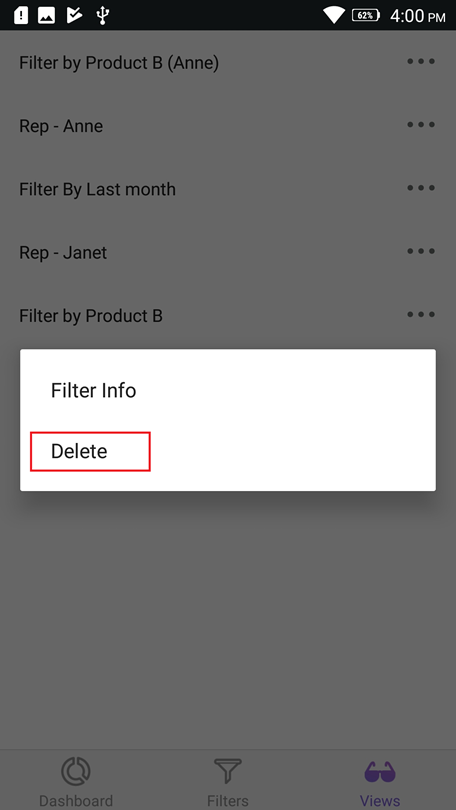 62%
4:00 PM
Filter by Product B (Anne)
Rep - Anne
Filter By Last month
Rep - Janet
Filter by Product B
Filter Info
Delete
Dashboard
Filters
Views